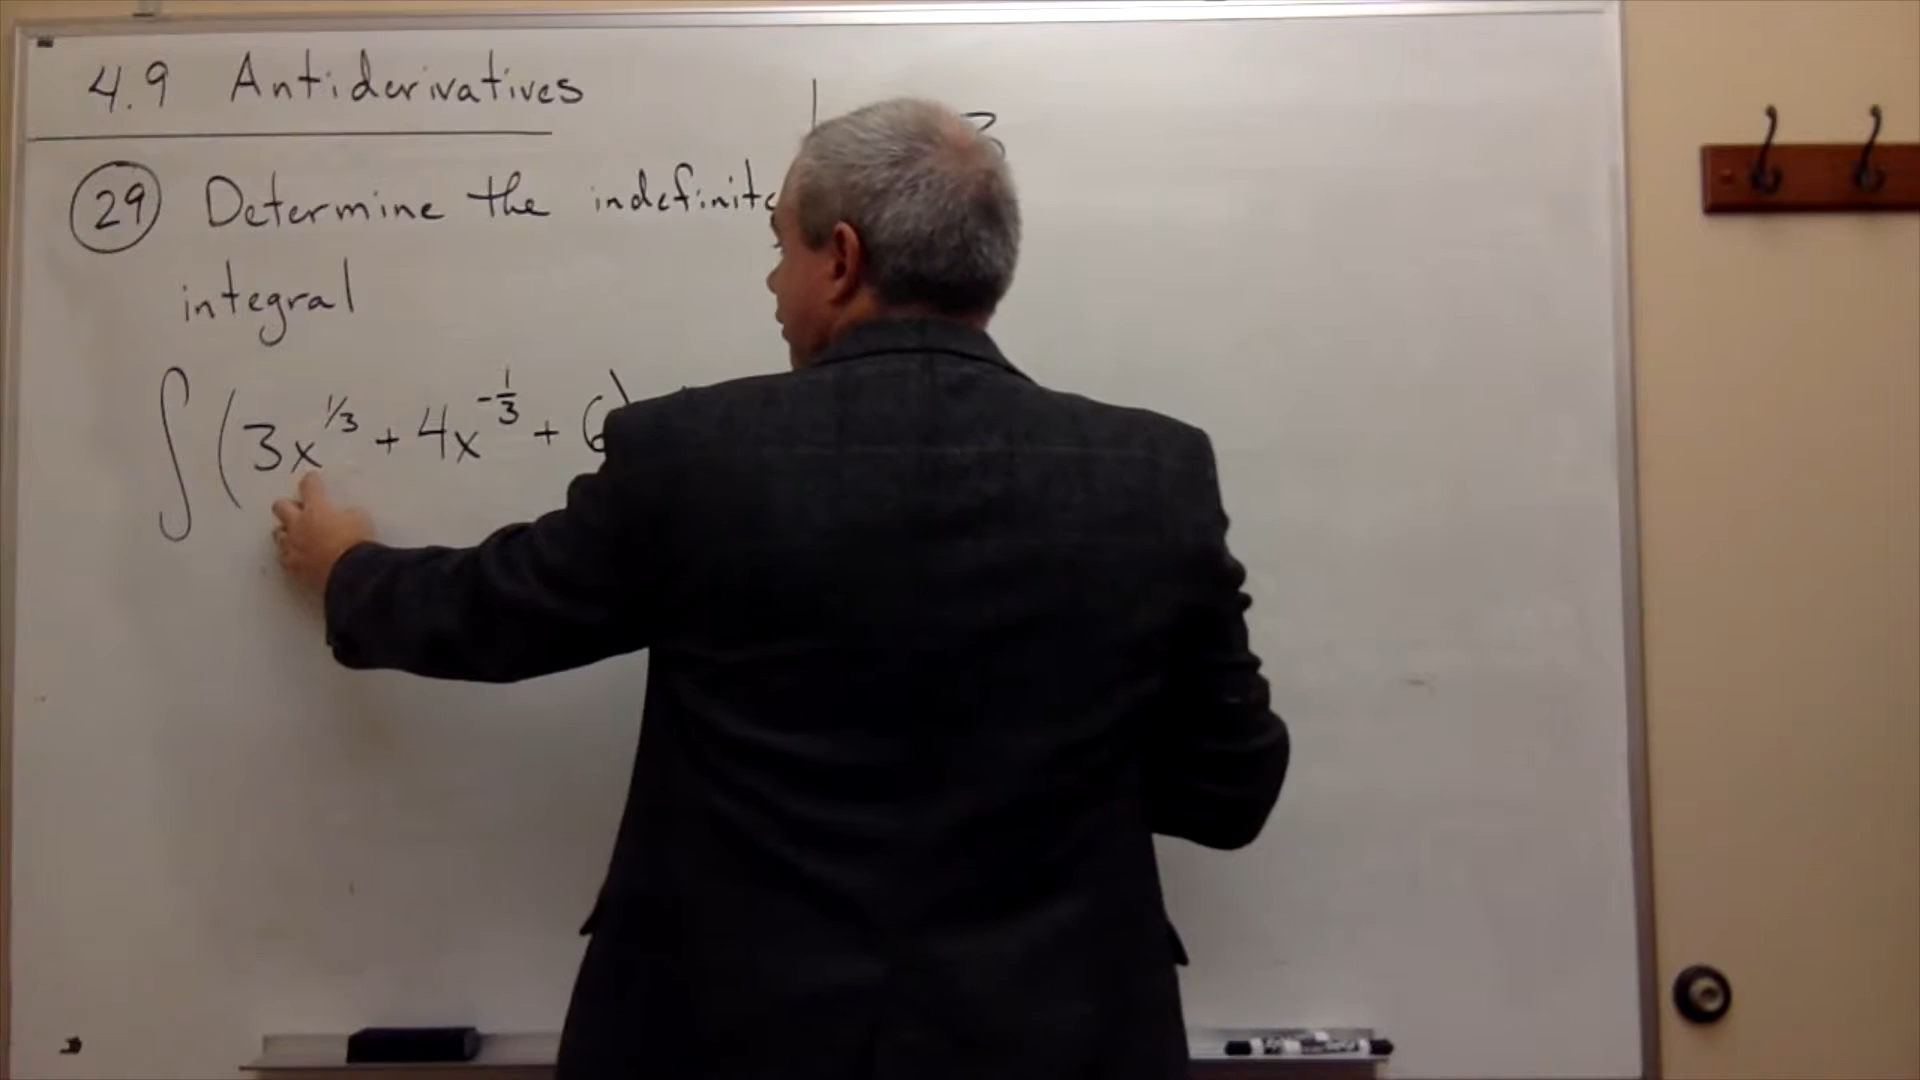 4.9 Antiderivatives
29 Determine the indefinite
integral
∫ (3x^1/3 + 4x^-1/3 + 6)